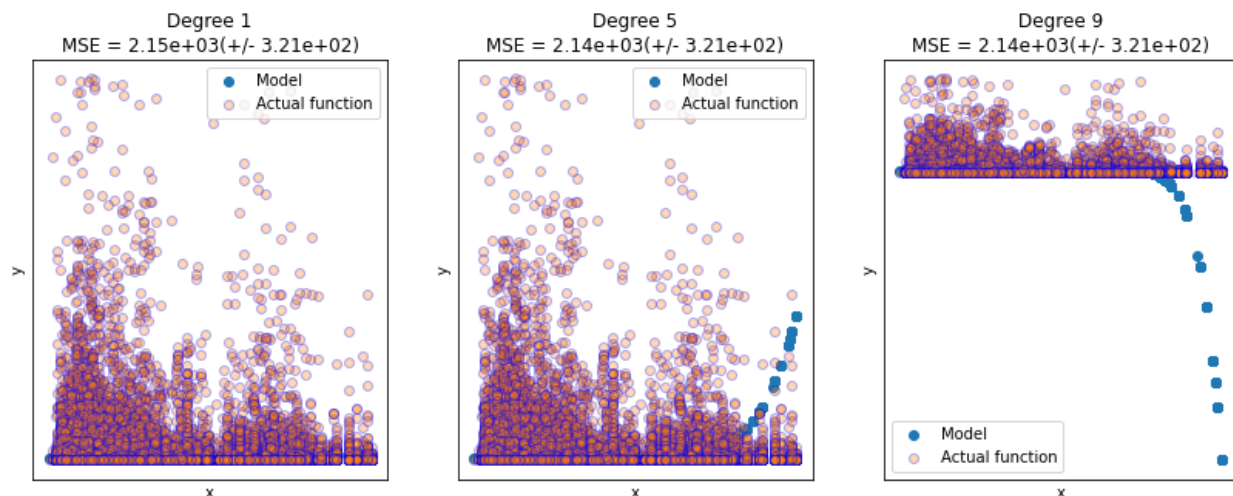 Degree 1
MSE = 2.15e+03(+/- 3.21e+02)
Model
Actual function
y
x
Degree 5
MSE = 2.14e+03(+/- 3.21e+02)
Model
Actual function
y
x
Degree 9
MSE = 2.14e+03(+/- 3.21e+02)
y
Model
Actual function
x